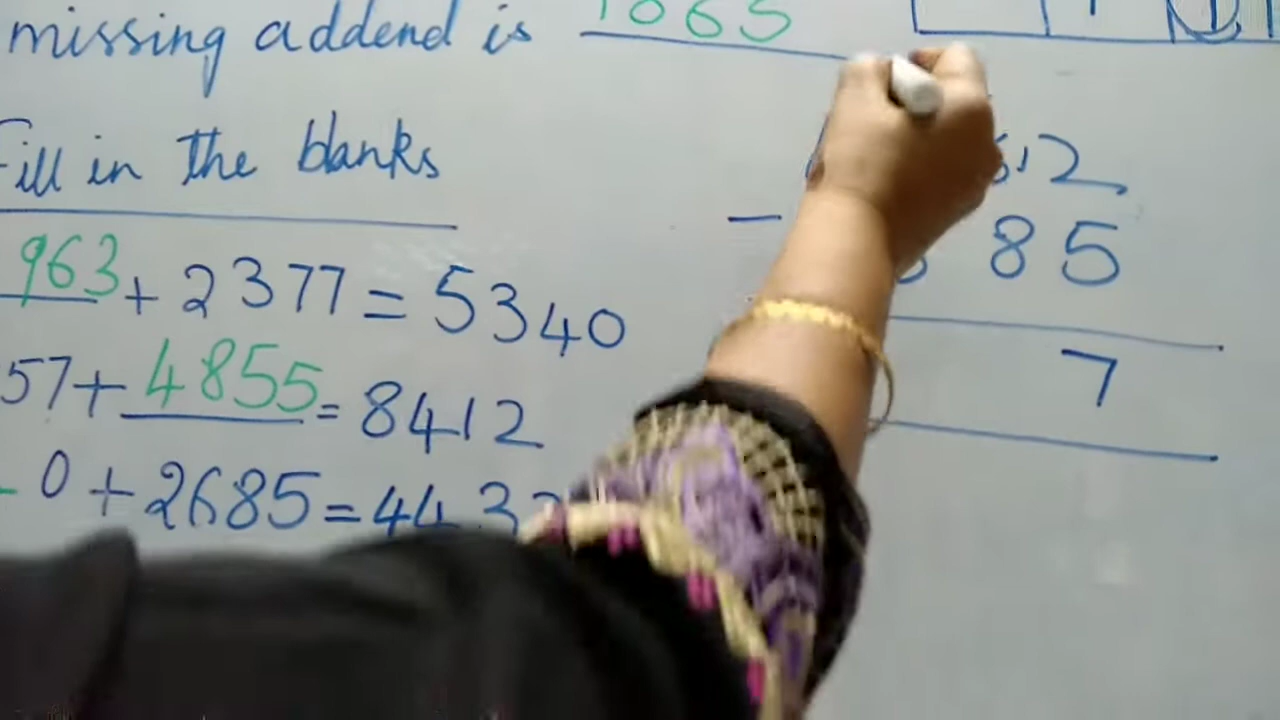 missing addend is 1865
Fill in the blanks
963 + 2377 = 5340
57 + 4855 = 8412
0 + 2685 = 443
12
- 85
7